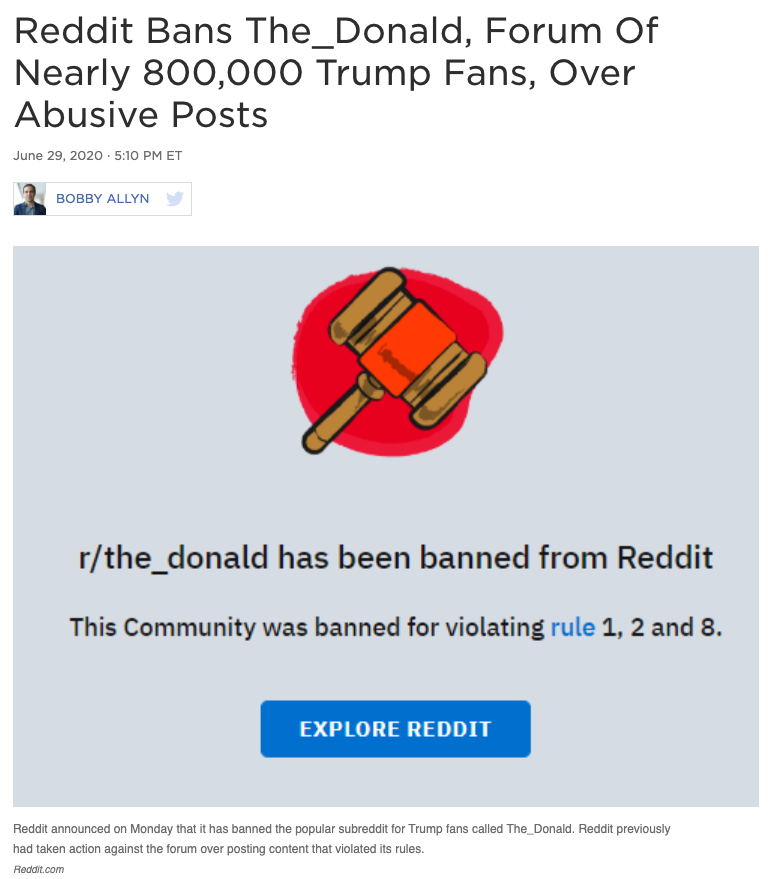 Reddit Bans The_Donald, Forum Of
Nearly 800,000 Trump Fans, Over
Abusive Posts
June 29, 2020 · 5:10 PM ET
BOBBY ALLYN
r/the_donald has been banned from Reddit
This Community was banned for violating rule 1, 2 and 8.
EXPLORE REDDIT
Reddit announced on Monday that it has banned the popular subreddit for Trump fans called The_Donald. Reddit previously
had taken action against the forum over posting content that violated its rules.
Reddit.com